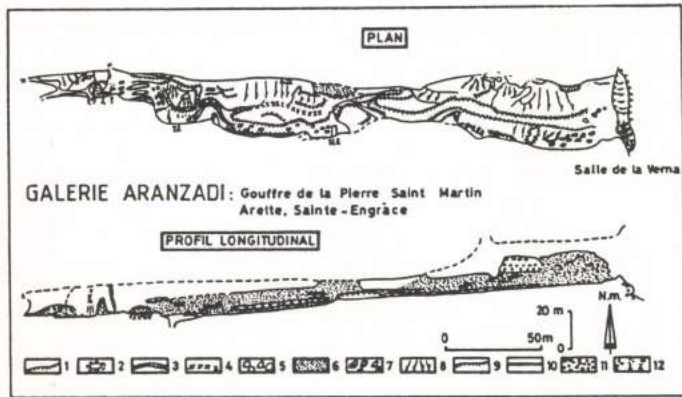 PLAN
Salle de la Verna
GALERIE ARANZADI: Gouffre de la Pierre Saint Martin
Arette, Sainte-Engrâce
PROFIL LONGITUDINAL
20 m
0
N.m.
0 50m
1 2 3 4 5 6 7 8 9 10 11 12